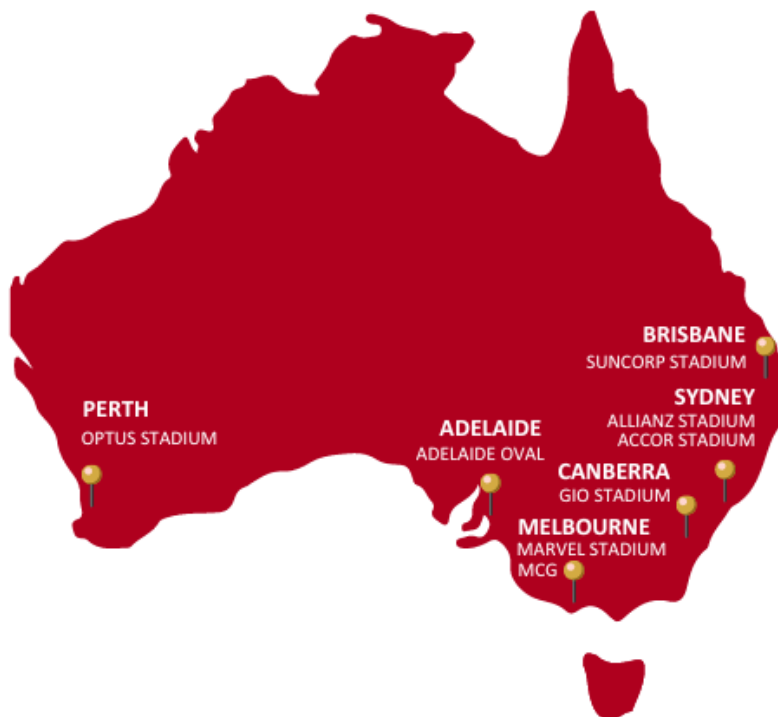 BRISBANE
SUNCORP STADIUM
SYDNEY
ALLIANZ STADIUM
ACCOR STADIUM
PERTH
OPTUS STADIUM
ADELAIDE
ADELAIDE OVAL
CANBERRA
GIO STADIUM
MELBOURNE
MARVEL STADIUM
MCG